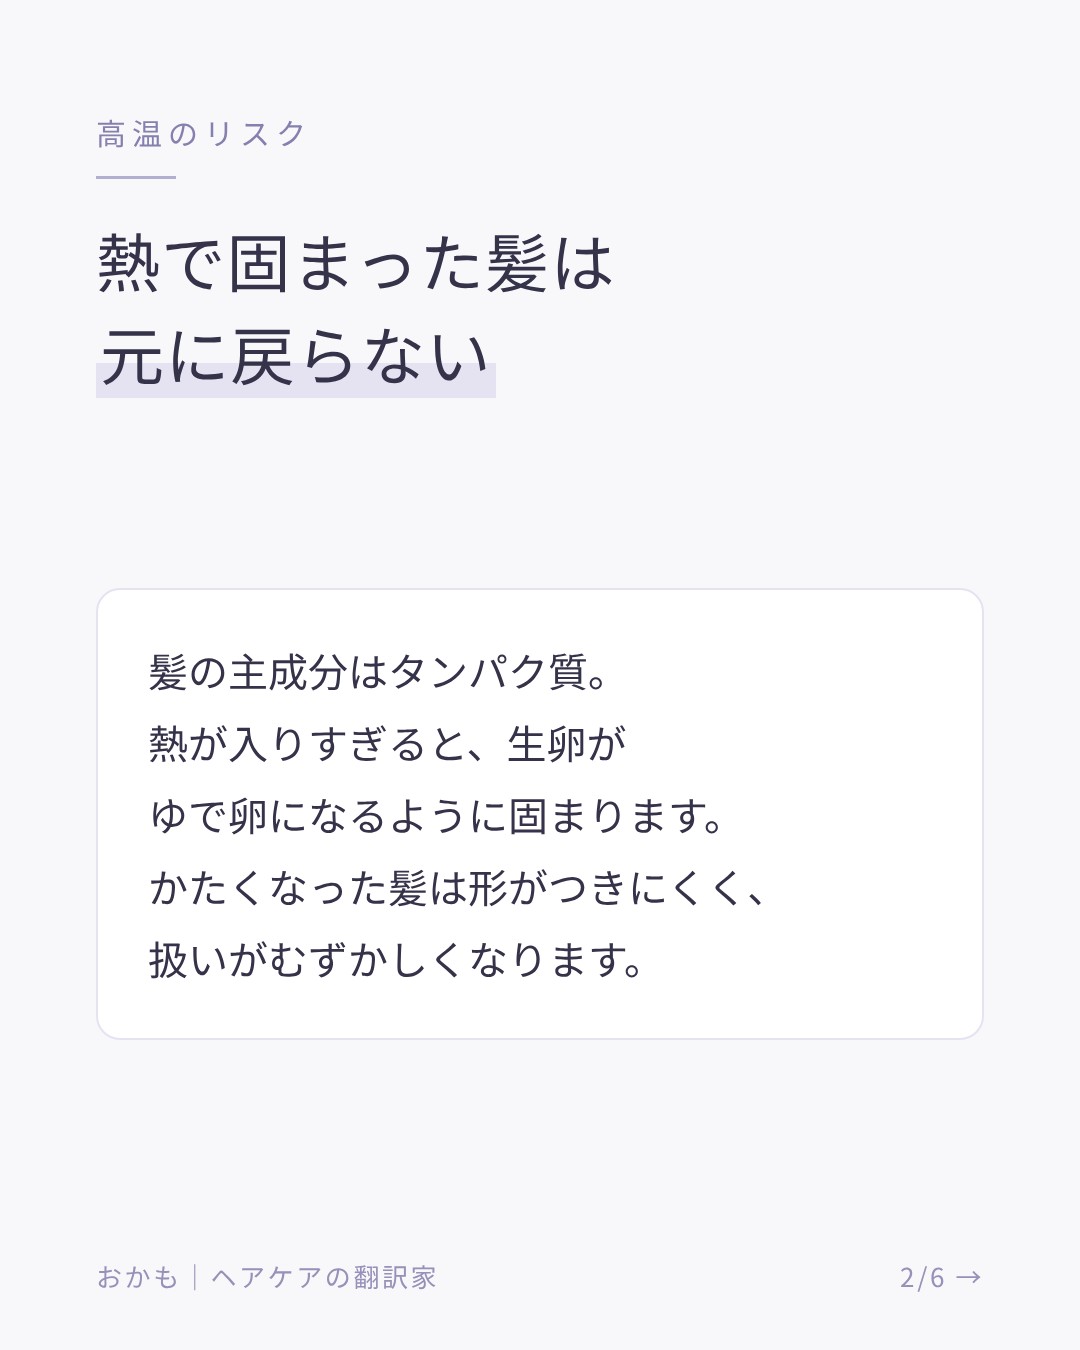 高温のリスク
熱で固まった髪は
元に戻らない
髪の主成分はタンパク質。
熱が入りすぎると、生卵が
ゆで卵になるように固まります。
かたくなった髪は形がつきにくく、
扱いがむずかしくなります。
おかも｜ヘアケアの翻訳家
2/6 →